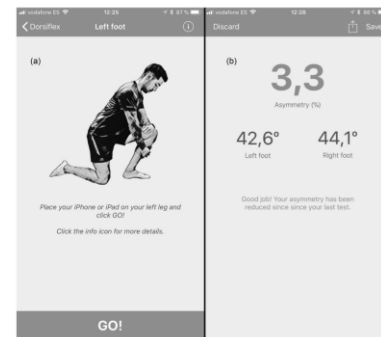 vodafone ES 12:25 97 %
Dorsiflex Left foot
(a)
Place your iPhone or iPad on your left leg and
click GO!
Click the info icon for more details.
GO!
vodafone ES 12:26
Discard Save
(b)
3,3
Asymmetry (%)
42,6° 44,1°
Left foot Right foot
Good job! Your asymmetry has been
reduced since since your last test.